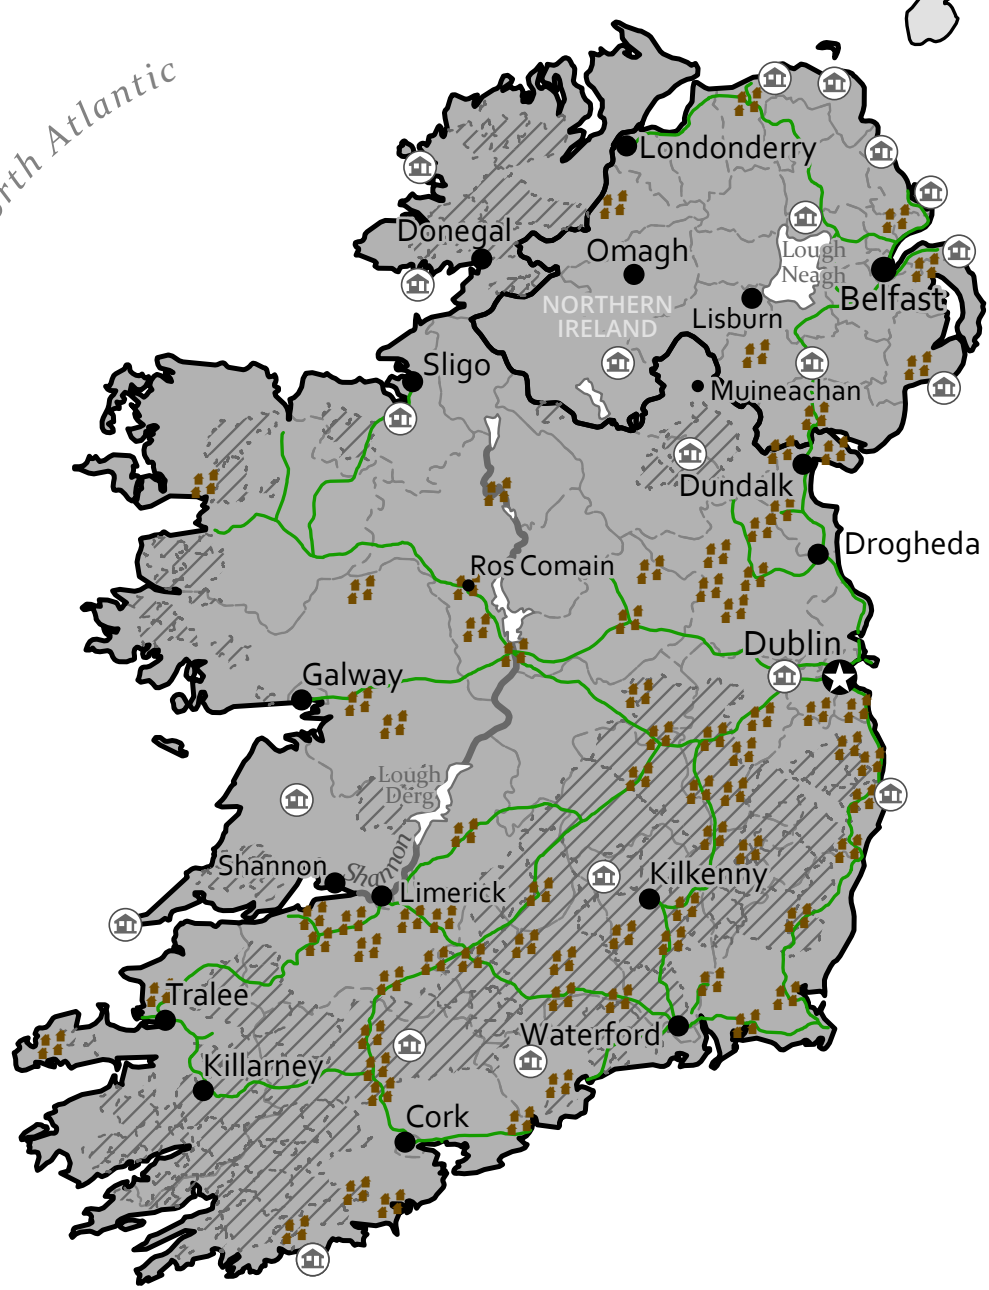 North Atlantic
Londonderry
Donegal
Omagh
Lough
Neagh
Belfast
NORTHERN
IRELAND
Lisburn
Sligo
Muineachan
Dundalk
Drogheda
Ros Comain
Dublin
Galway
Lough
Derg
Shannon
Shannon
Limerick
Kilkenny
Tralee
Waterford
Killarney
Cork